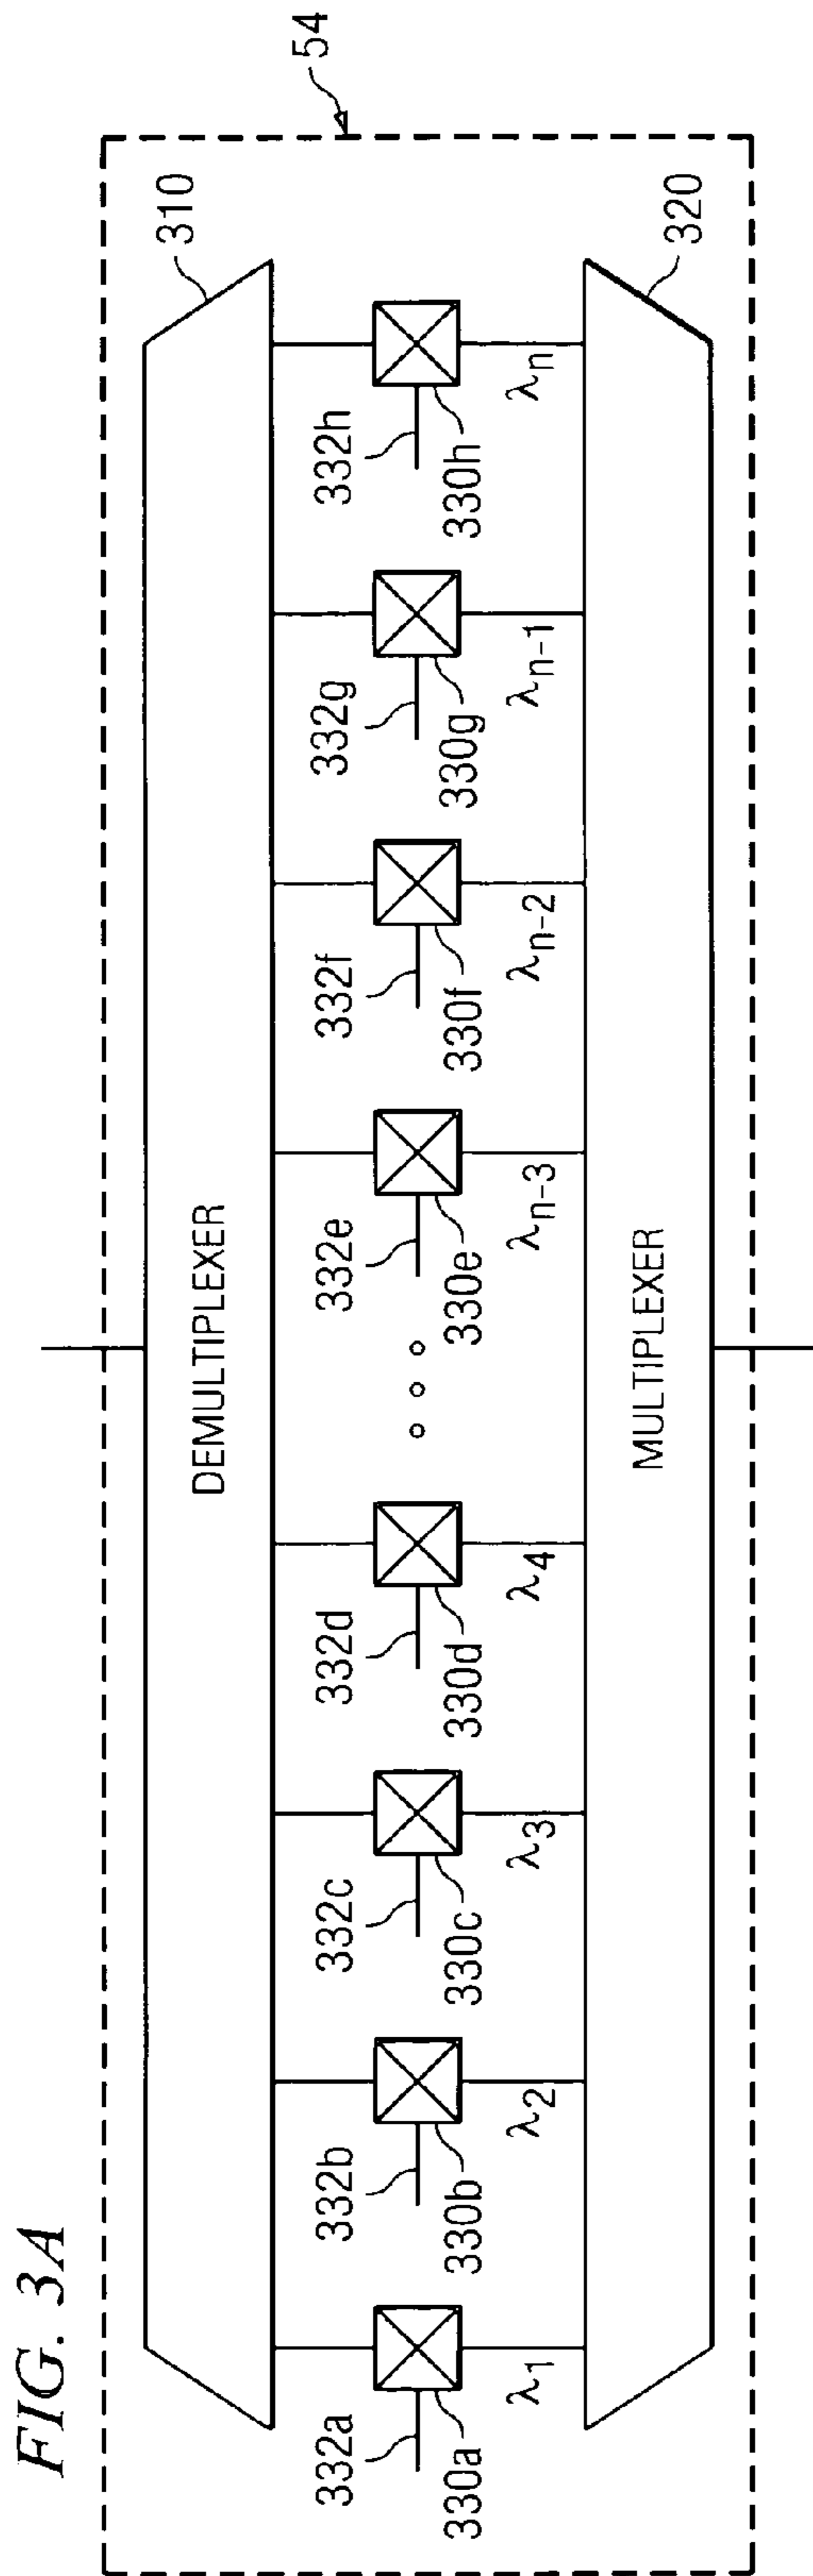 FIG. 3A
54
310
DEMULTIPLEXER
332a
332b
332c
332d
332e
332f
332g
332h
330a
330b
330c
330d
330e
330f
330g
330h
λ1
λ2
λ3
λ4
λn-3
λn-2
λn-1
λn
MULTIPLEXER
320